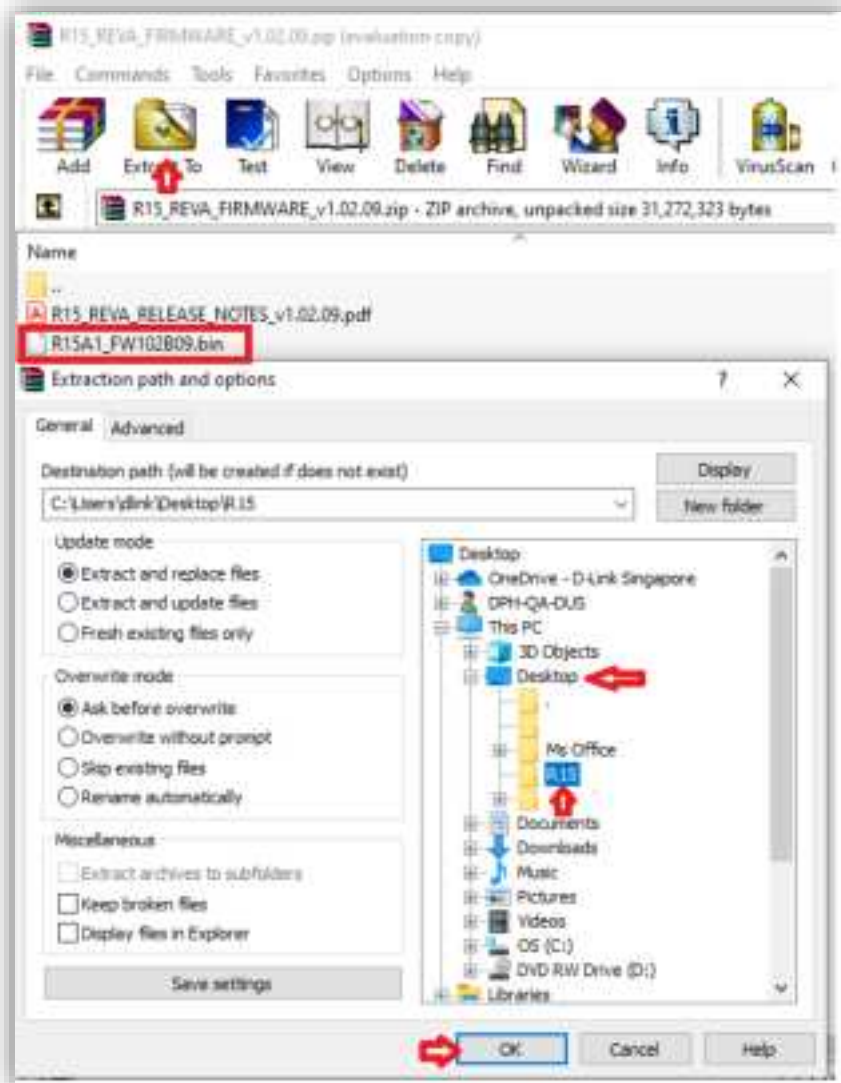 R15_REVA_FIRMWARE_v1.02.09.zip (evaluation copy)
File Commands Tools Favorites Options Help
Add Extract To Test View Delete Find Wizard Info VirusScan
R15_REVA_FIRMWARE_v1.02.09.zip - ZIP archive, unpacked size 31,272,323 bytes
Name
..
R15_REVA_RELEASE_NOTES_v1.02.09.pdf
R15A1_FW102B09.bin
Extraction path and options ?
General Advanced
Destination path (will be created if does not exist) Display
C:\Users\dlink\Desktop\R15 New folder
Update mode
Extract and replace files
Extract and update files
Fresh existing files only
Overwrite mode
Ask before overwrite
Overwrite without prompt
Skip existing files
Rename automatically
Miscellaneous
Extract archives to subfolders
Keep broken files
Display files in Explorer
Save settings
Desktop
OneDrive - D-Link Singapore
DPH-QA-DUS
This PC
3D Objects
Desktop
Ms Office
R15
Documents
Downloads
Music
Pictures
Videos
OS (C:)
DVD RW Drive (D:)
Libraries
OK Cancel Help